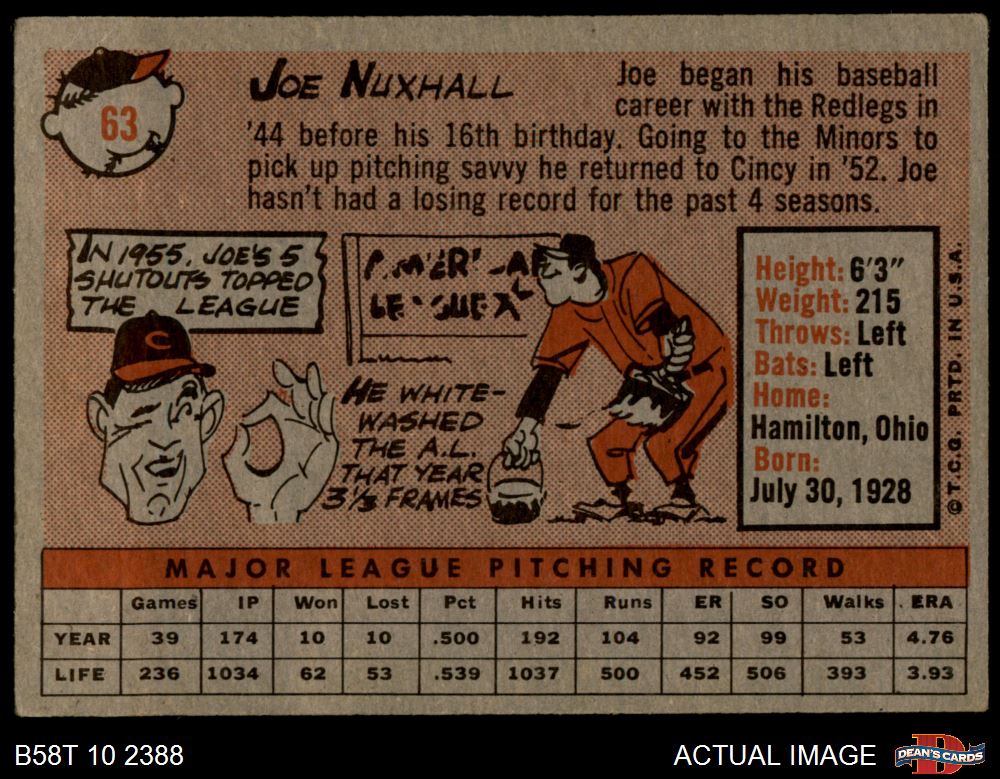 63
JOE NUXHALL
Joe began his baseball
career with the Redlegs in
'44 before his 16th birthday. Going to the Minors to
pick up pitching savvy he returned to Cincy in '52. Joe
hasn't had a losing record for the past 4 seasons.
IN 1955, JOE'S 5
SHUTOUTS TOPPED
THE LEAGUE
C
HE WHITE-
WASHED
THE A.L.
THAT YEAR
3⅓ FRAMES
Height: 6'3"
Weight: 215
Throws: Left
Bats: Left
Home:
Hamilton, Ohio
Born:
July 30, 1928
© T.C.G. PRTD. IN U.S.A.
MAJOR LEAGUE PITCHING RECORD
Games IP Won Lost Pct Hits Runs ER SO Walks ERA
YEAR 39 174 10 10 .500 192 104 92 99 53 4.76
LIFE 236 1034 62 53 .539 1037 500 452 506 393 3.93
B58T 10 2388
ACTUAL IMAGE
DEAN'S CARDS